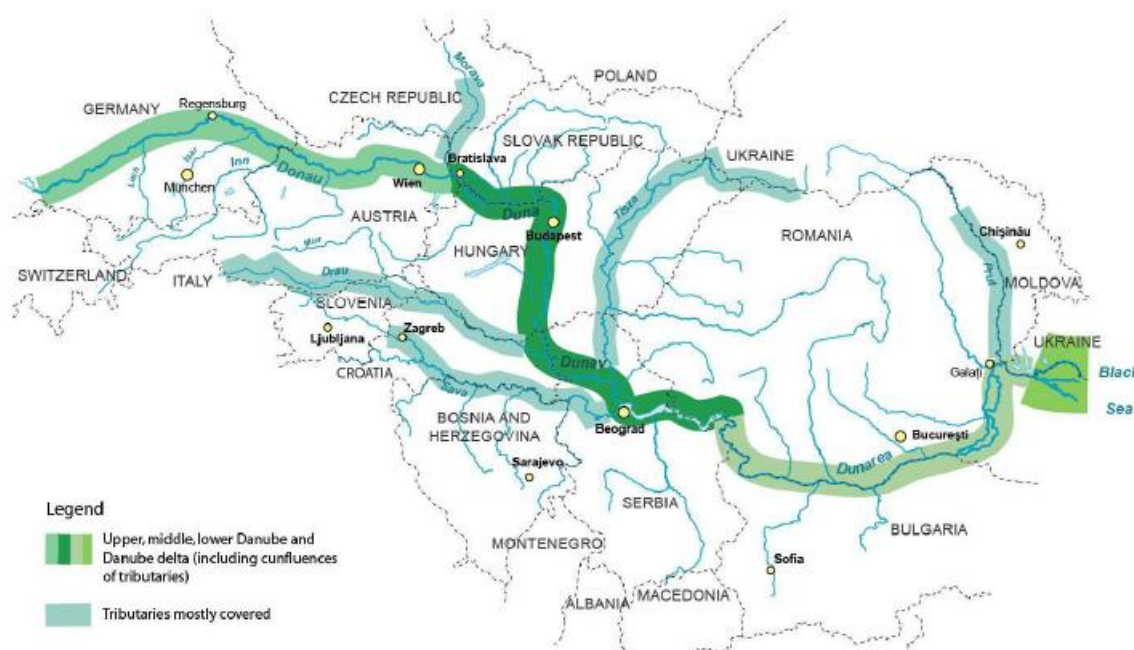 POLAND
Morava
CZECH REPUBLIC
Regensburg
GERMANY
SLOVAK REPUBLIC
UKRAINE
Bratislava
Isar
Inn
Lech
Donau
München
Wien
Tisza
Duna
AUSTRIA
Budapest
Chişinău
ROMANIA
Mur
HUNGARY
Prut
SWITZERLAND
ITALY
Drau
MOLDOVA
SLOVENIA
Zagreb
Ljubljana
UKRAINE
Dunav
CROATIA
Galaţi
Black
Sava
Sea
BOSNIA AND
HERZEGOVINA
Beograd
Bucureşti
Sarajevo
Dunarea
SERBIA
BULGARIA
MONTENEGRO
Sofia
ALBANIA
MACEDONIA
Legend
Upper, middle, lower Danube and
Danube delta (including cunfluences
of tributaries)
Tributaries mostly covered